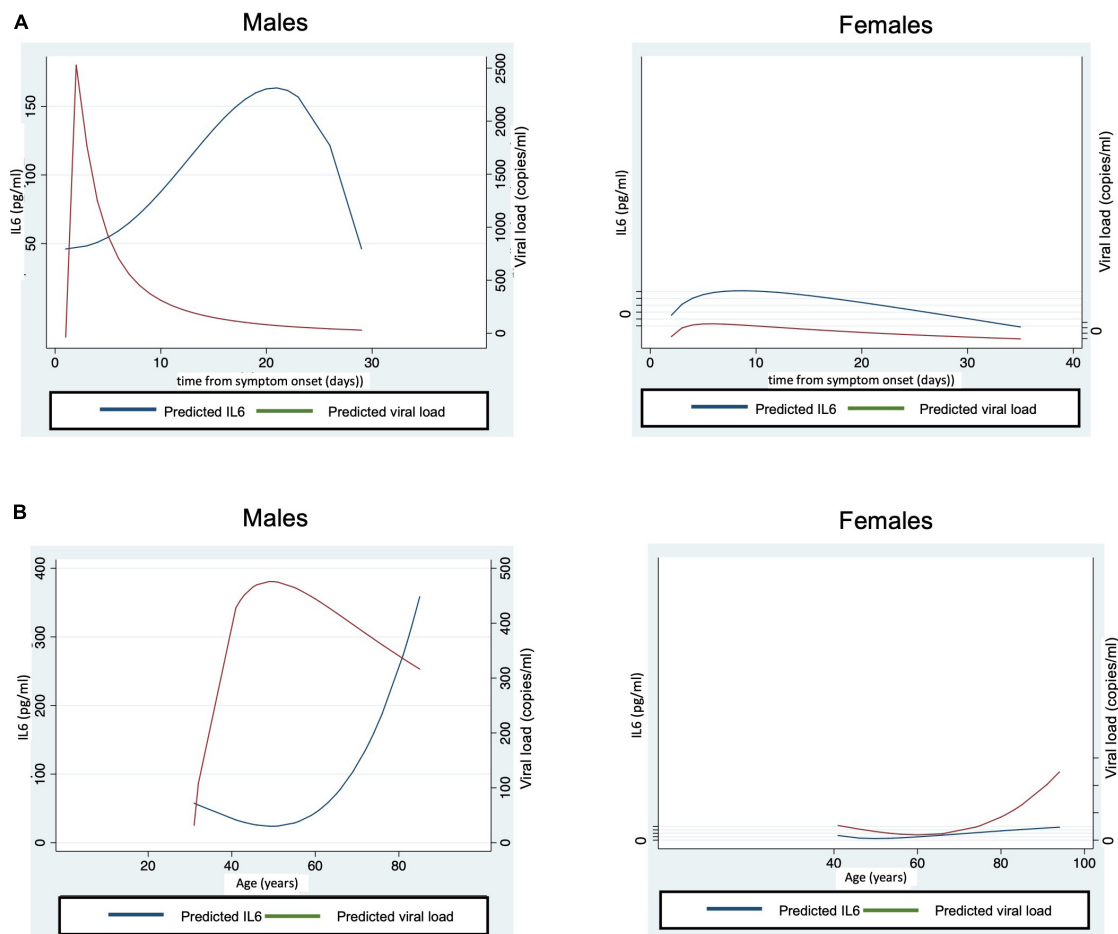 A
Males
Females
150
100
50
IL6 (pg/ml)
2500
2000
1500
1000
500
0
Viral load (copies/ml)
0 10 20 30
time from symptom onset (days))
Predicted IL6 Predicted viral load
IL6 (pg/ml)
0
0
Viral load (copies/ml)
0 10 20 30 40
time from symptom onset (days))
Predicted IL6 Predicted viral load
B
Males
Females
400
300
200
100
0
IL6 (pg/ml)
500
400
300
200
100
0
Viral load (copies/ml)
20 40 60 80
Age (years)
Predicted IL6 Predicted viral load
IL6 (pg/ml)
0
0
Viral load (copies/ml)
40 60 80 100
Age (years)
Predicted IL6 Predicted viral load